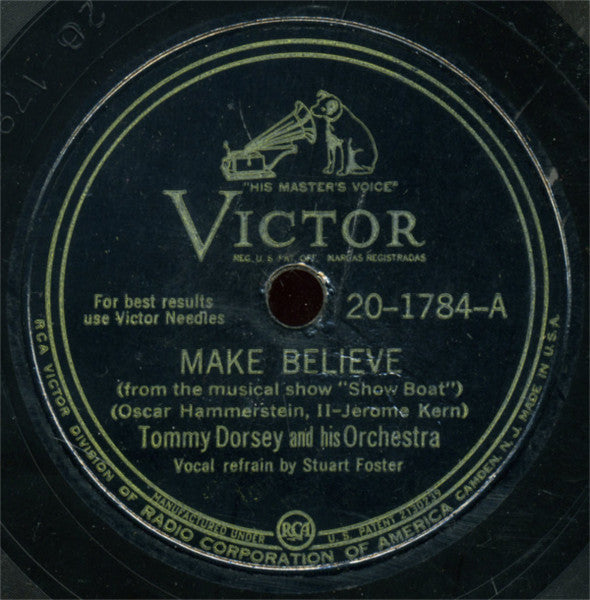 "HIS MASTER'S VOICE"
VICTOR
REG. U. S. PAT. OFF. MARCAS REGISTRADAS
For best results
use Victor Needles
20-1784-A
MAKE BELIEVE
(from the musical show "Show Boat")
(Oscar Hammerstein, II-Jerome Kern)
Tommy Dorsey and his Orchestra
Vocal refrain by Stuart Foster
MANUFACTURED UNDER RCA U. S. PATENT 2130239
RCA VICTOR DIVISION OF RADIO CORPORATION OF AMERICA CAMDEN, N. J. MADE IN U.S.A.